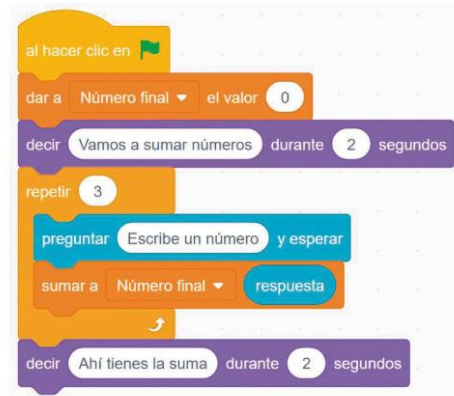 al hacer clic en
dar a Número final el valor 0
decir Vamos a sumar números durante 2 segundos
repetir 3
preguntar Escribe un número y esperar
sumar a Número final respuesta
decir Ahí tienes la suma durante 2 segundos